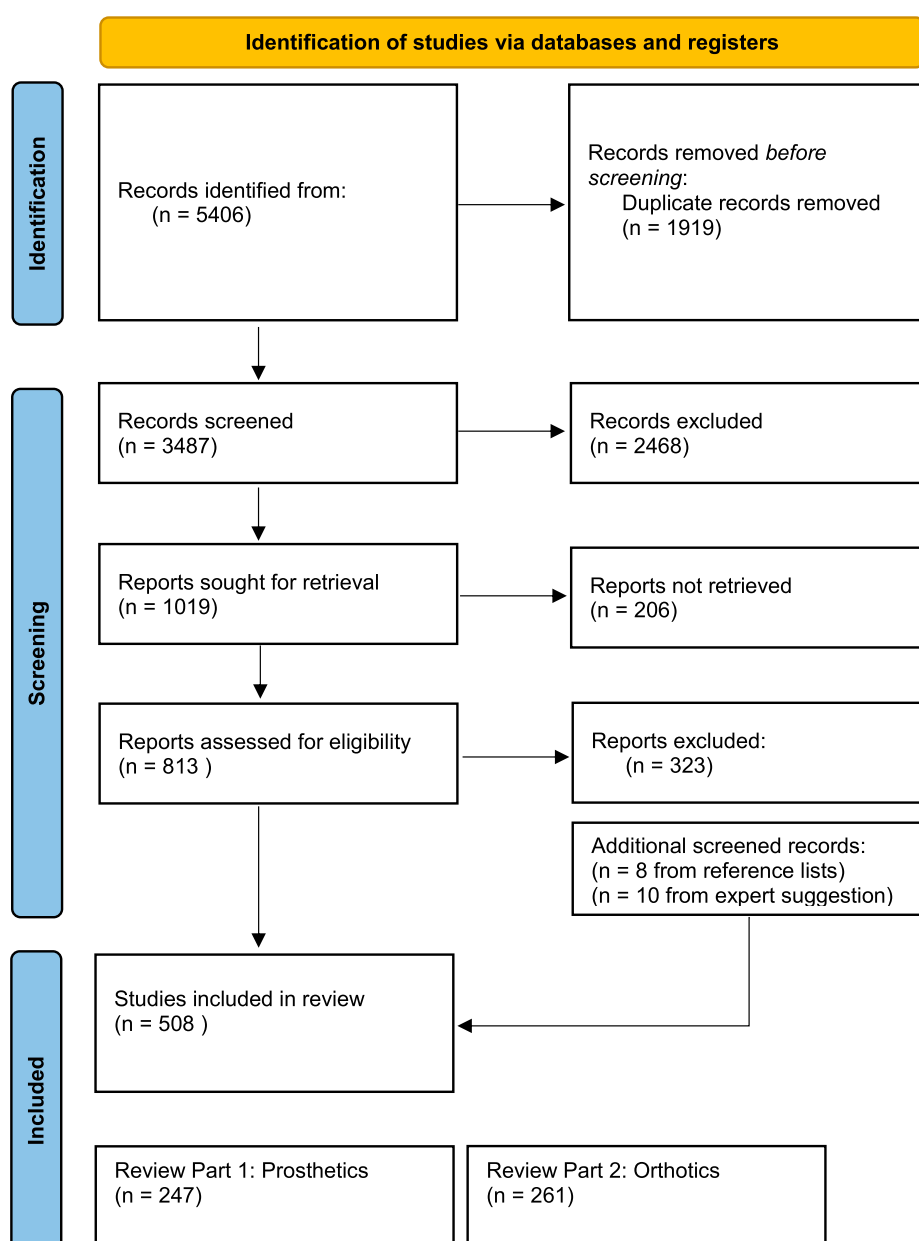 Identification of studies via databases and registers
Identification
Records identified from:
(n = 5406)
Records removed before
screening:
Duplicate records removed
(n = 1919)
Screening
Records screened
(n = 3487)
Records excluded
(n = 2468)
Reports sought for retrieval
(n = 1019)
Reports not retrieved
(n = 206)
Reports assessed for eligibility
(n = 813 )
Reports excluded:
(n = 323)
Additional screened records:
(n = 8 from reference lists)
(n = 10 from expert suggestion)
Included
Studies included in review
(n = 508 )
Review Part 1: Prosthetics
(n = 247)
Review Part 2: Orthotics
(n = 261)